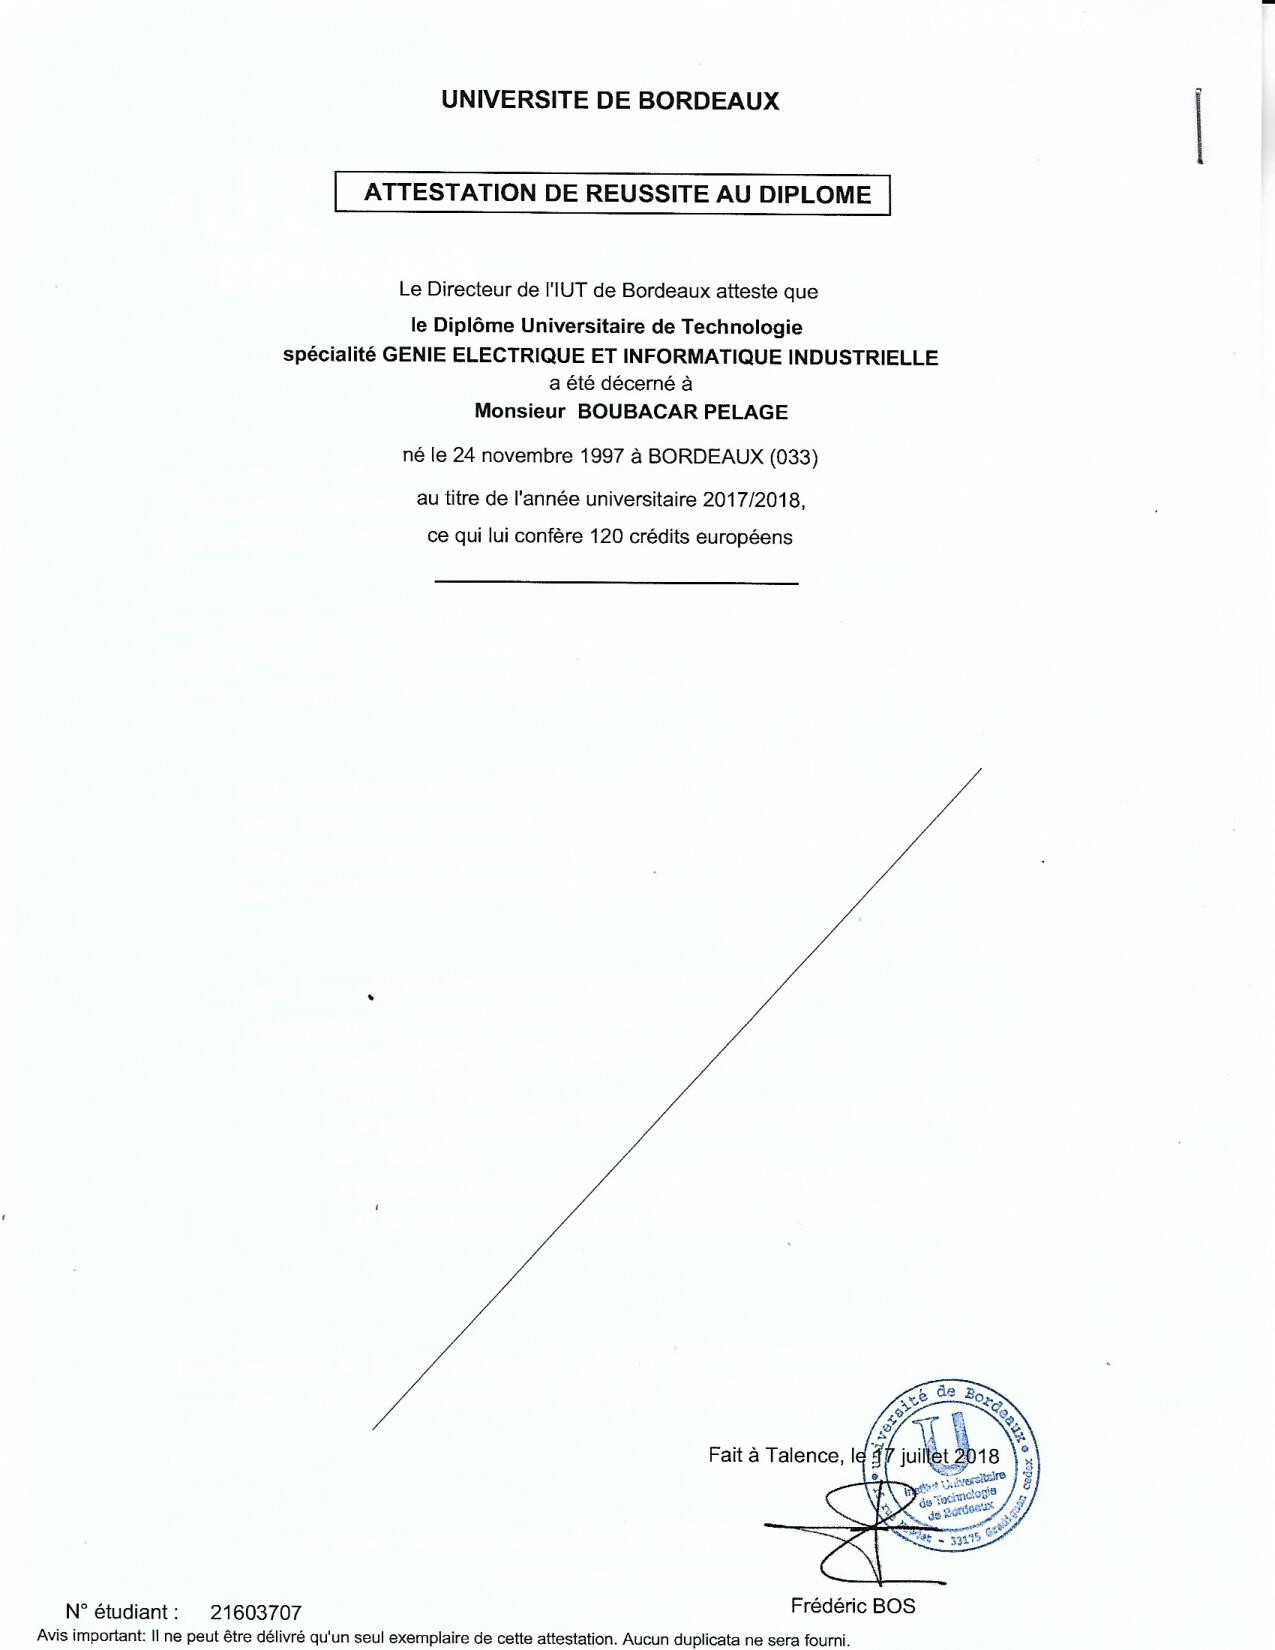 UNIVERSITE DE BORDEAUX
ATTESTATION DE REUSSITE AU DIPLOME
Le Directeur de l'IUT de Bordeaux atteste que
le Diplôme Universitaire de Technologie
spécialité GENIE ELECTRIQUE ET INFORMATIQUE INDUSTRIELLE
a été décerné à
Monsieur BOUBACAR PELAGE
né le 24 novembre 1997 à BORDEAUX (033)
au titre de l'année universitaire 2017/2018,
ce qui lui confère 120 crédits européens
Université de Bordeaux
U
Fait à Talence, le 17 juillet 2018
Institut Universitaire
de Technologie
de Bordeaux
33175 Gradignan cedex
Frédéric BOS
N° étudiant : 21603707
Avis important: Il ne peut être délivré qu'un seul exemplaire de cette attestation. Aucun duplicata ne sera fourni.